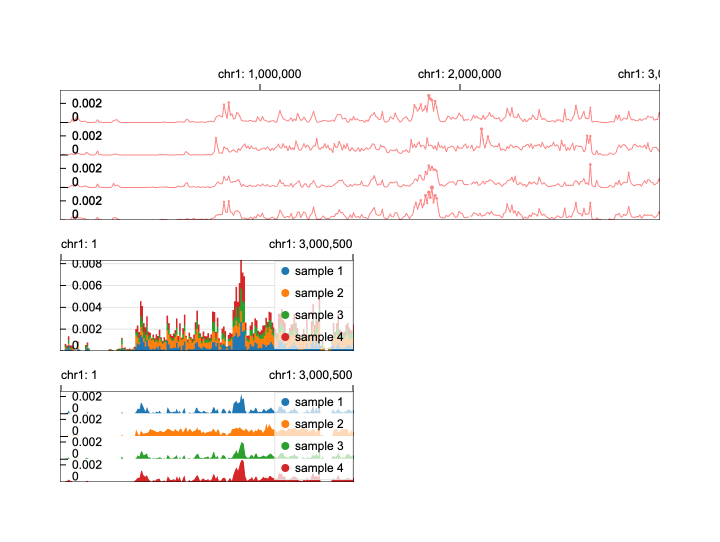 chr1: 1,000,000 chr1: 2,000,000 chr1: 3,0
0.002
0
0.002
0
0.002
0
0.002
0
chr1: 1 chr1: 3,000,500
0.008 sample 1
0.006 sample 2
0.004 sample 3
0.002 sample 4
0
chr1: 1 chr1: 3,000,500
0.002 sample 1
0
0.002 sample 2
0
0.002 sample 3
0
0.002 sample 4
0